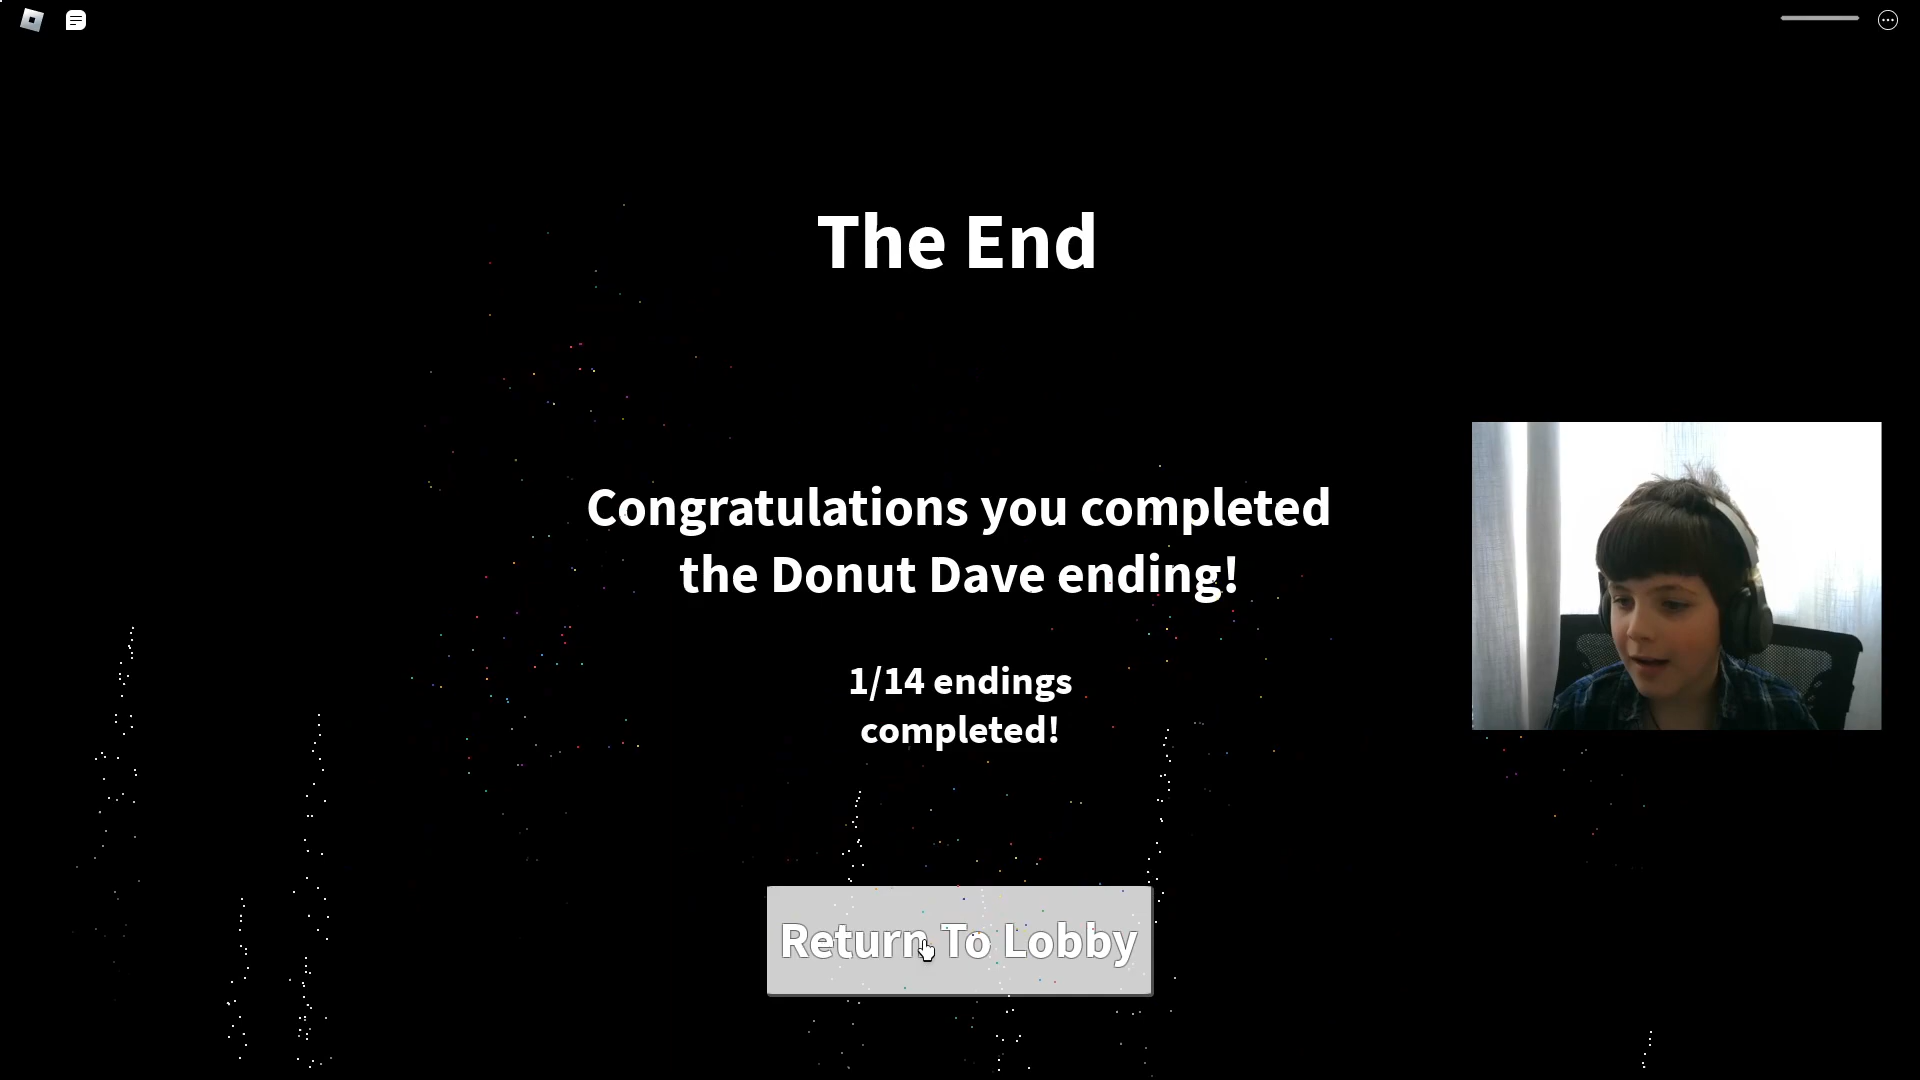 The End
Congratulations you completed
the Donut Dave ending!
1/14 endings
completed!
Return To Lobby